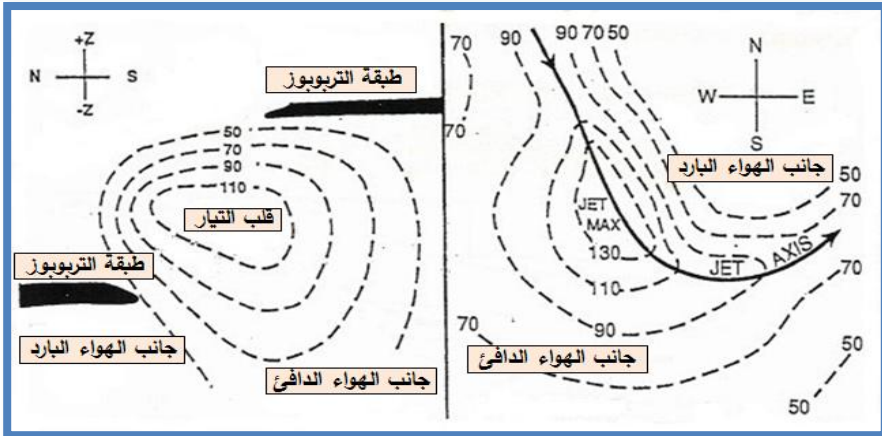 +Z
N S
-Z
طبقة التربوبوز
50
70
90
110
قلب التيار
طبقة التربوبوز
جانب الهواء البارد
جانب الهواء الدافئ
70
90
90 70 50
N
W E
S
70
جانب الهواء البارد
50
70
JET
MAX
130
JET AXIS
110
70
90
70
جانب الهواء الدافئ
50
50